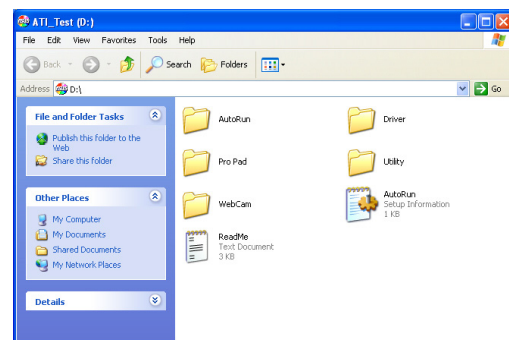 ATI_Test (D:)
File Edit View Favorites Tools Help
Back Search Folders
Address D:\ Go
File and Folder Tasks
Publish this folder to the
Web
Share this folder
Other Places
My Computer
My Documents
Shared Documents
My Network Places
Details
AutoRun
Driver
Pro Pad
Utility
WebCam
AutoRun
Setup Information
1 KB
ReadMe
Text Document
3 KB